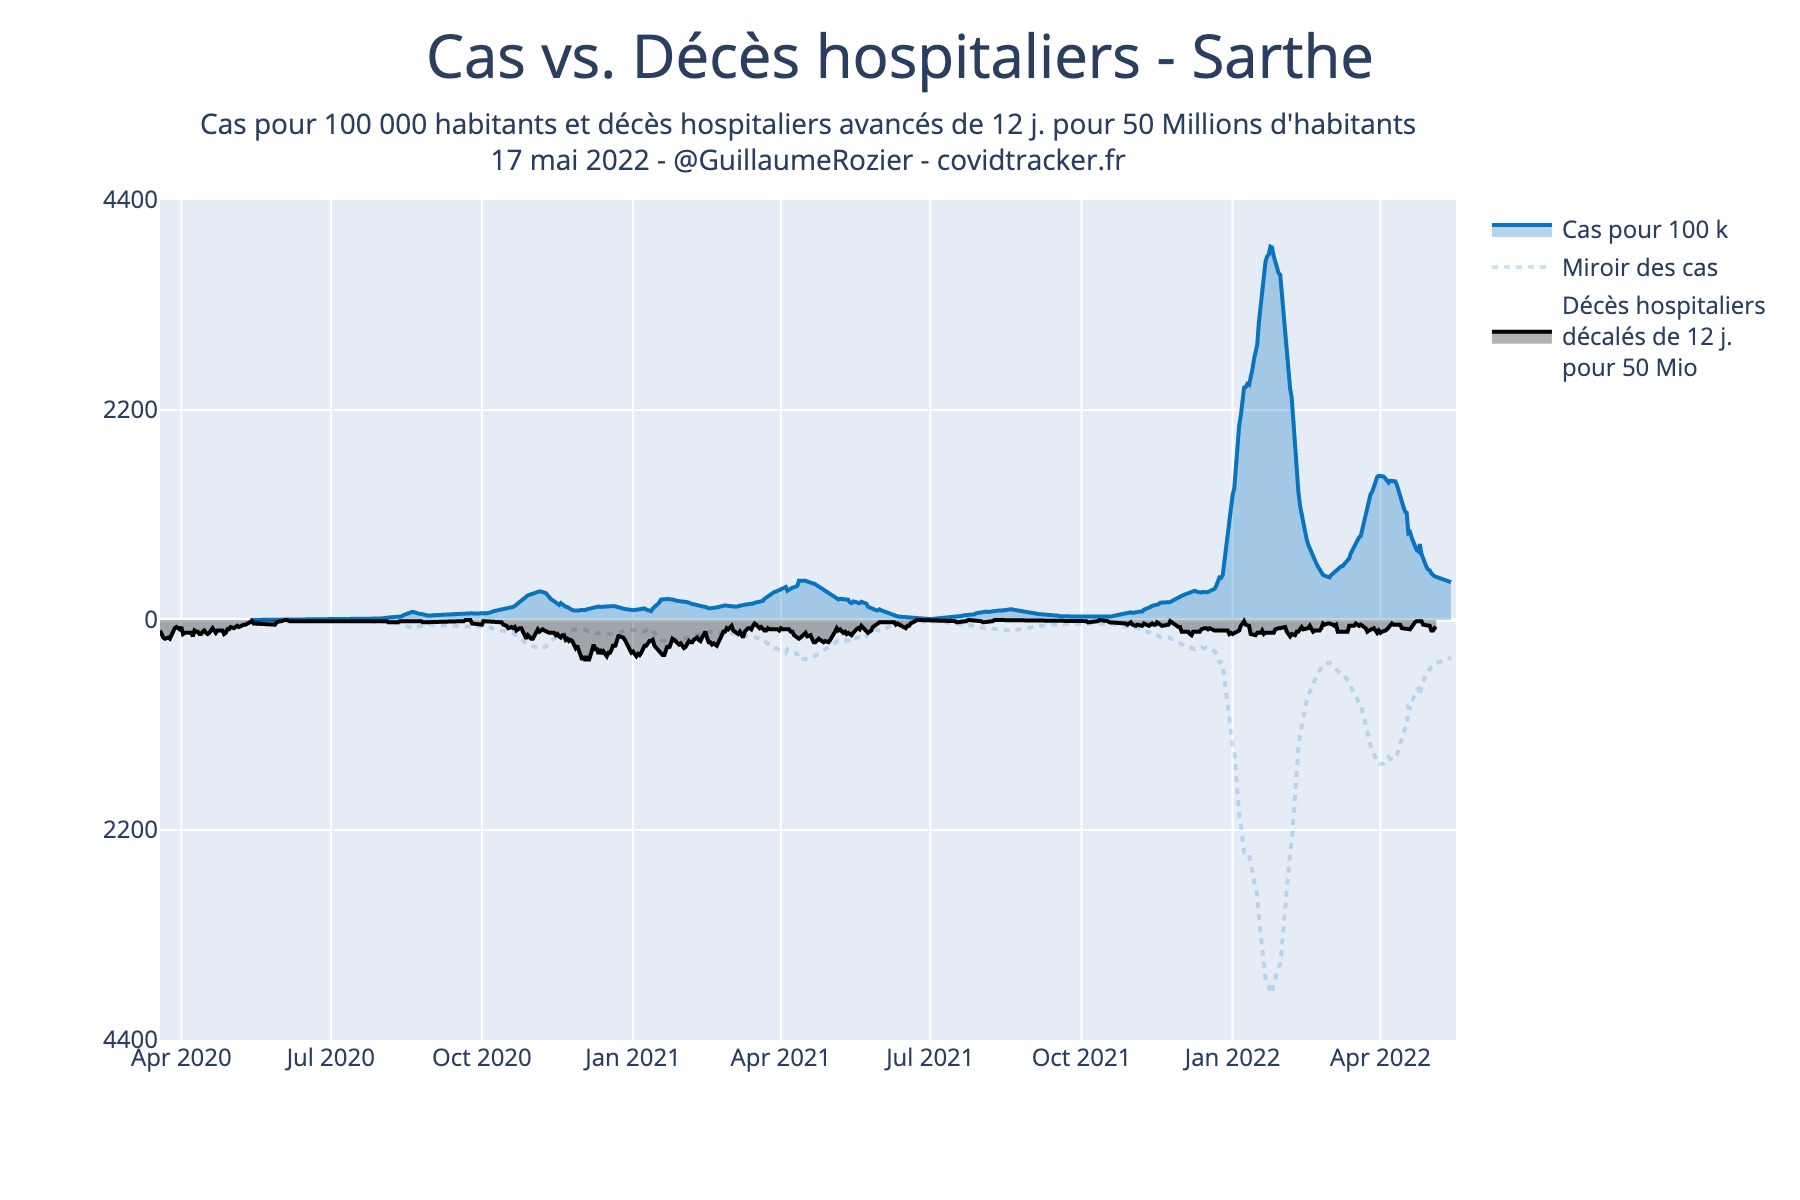 Cas vs. Décès hospitaliers - Sarthe
Cas pour 100 000 habitants et décès hospitaliers avancés de 12 j. pour 50 Millions d'habitants
17 mai 2022 - @GuillaumeRozier - covidtracker.fr
4400
2200
0
2200
4400
Apr 2020
Jul 2020
Oct 2020
Jan 2021
Apr 2021
Jul 2021
Oct 2021
Jan 2022
Apr 2022
Cas pour 100 k
Miroir des cas
Décès hospitaliers
décalés de 12 j.
pour 50 Mio